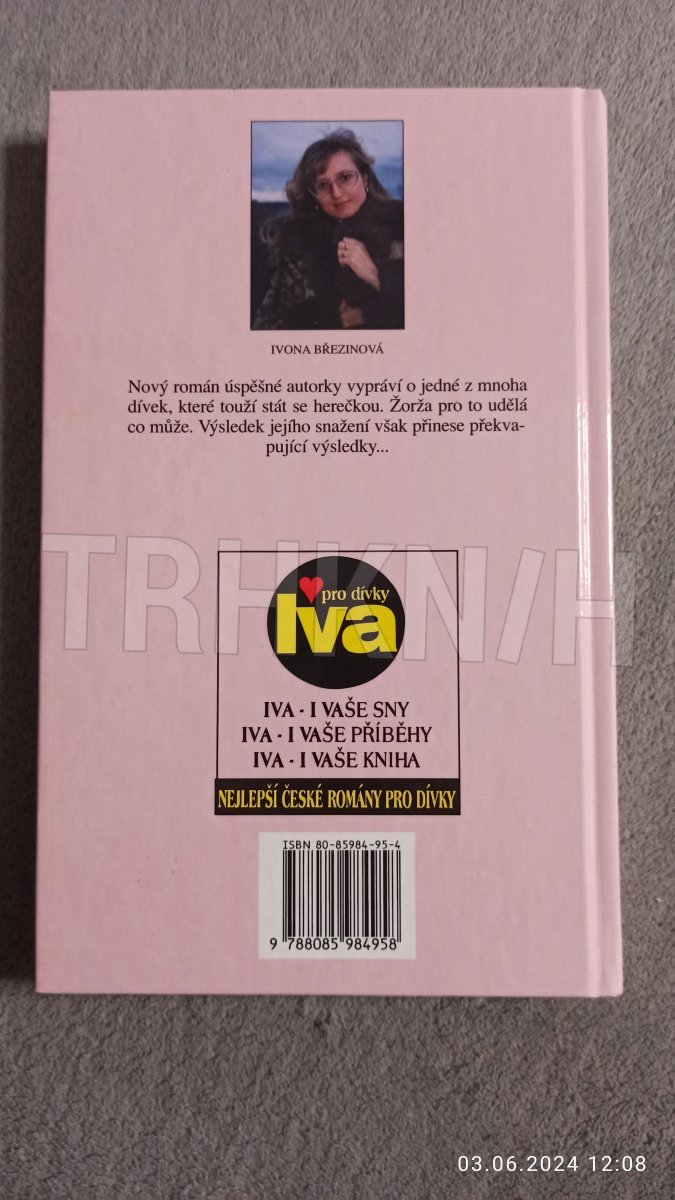 IVONA BŘEZINOVÁ
Nový román úspěšné autorky vypráví o jedné z mnoha
dívek, které touží stát se herečkou. Žorža pro to udělá
co může. Výsledek jejího snažení však přinese překva-
pující výsledky...
TRHKNIH
pro dívky
Iva
IVA - I VAŠE SNY
IVA - I VAŠE PŘÍBĚHY
IVA - I VAŠE KNIHA
NEJLEPŠÍ ČESKÉ ROMÁNY PRO DÍVKY
ISBN 80-85984-95-4
9 788085 984958
03.06.2024 12:08